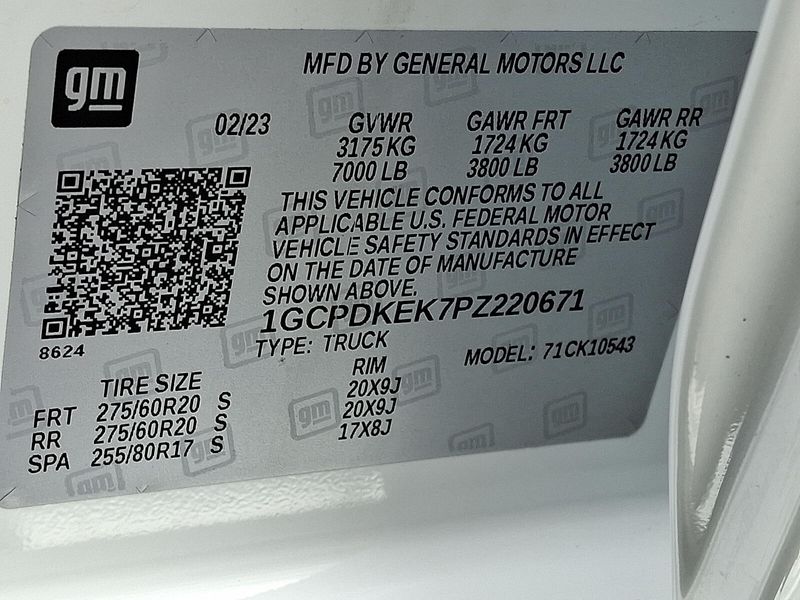 gm
MFD BY GENERAL MOTORS LLC
02/23 GVWR GAWR FRT GAWR RR
3175 KG 1724 KG 1724 KG
7000 LB 3800 LB 3800 LB
THIS VEHICLE CONFORMS TO ALL
APPLICABLE U.S. FEDERAL MOTOR
VEHICLE SAFETY STANDARDS IN EFFECT
ON THE DATE OF MANUFACTURE
SHOWN ABOVE.
1GCPDKEK7PZ220671
8624
TYPE: TRUCK MODEL: 71CK10543
TIRE SIZE RIM
FRT 275/60R20 S 20X9J
RR 275/60R20 S 20X9J
SPA 255/80R17 S 17X8J